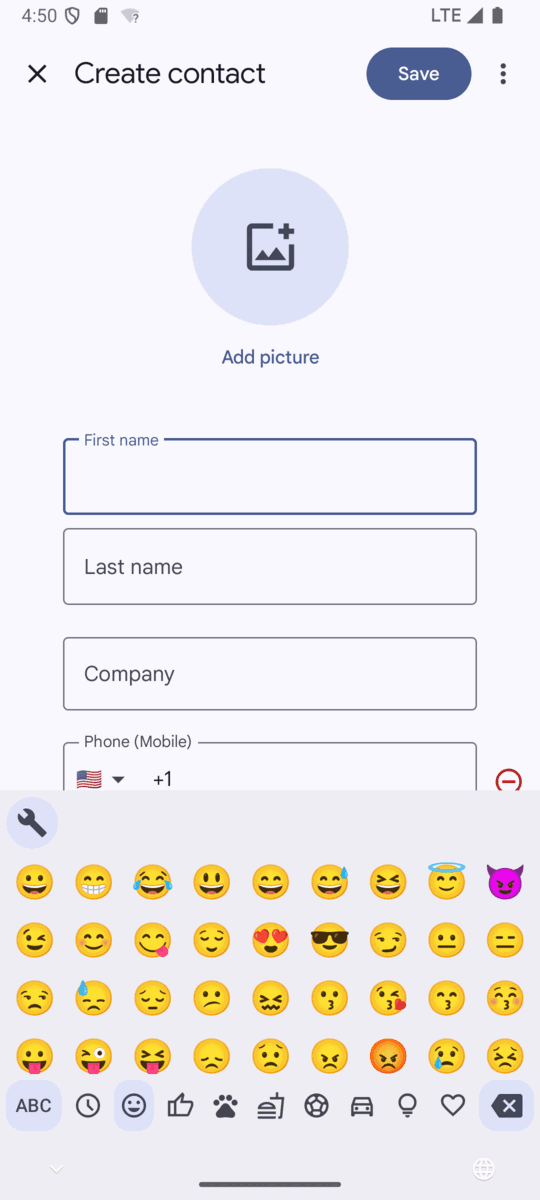 4:50
LTE
Create contact
Save
Add picture
First name
Last name
Company
Phone (Mobile)
+1
ABC